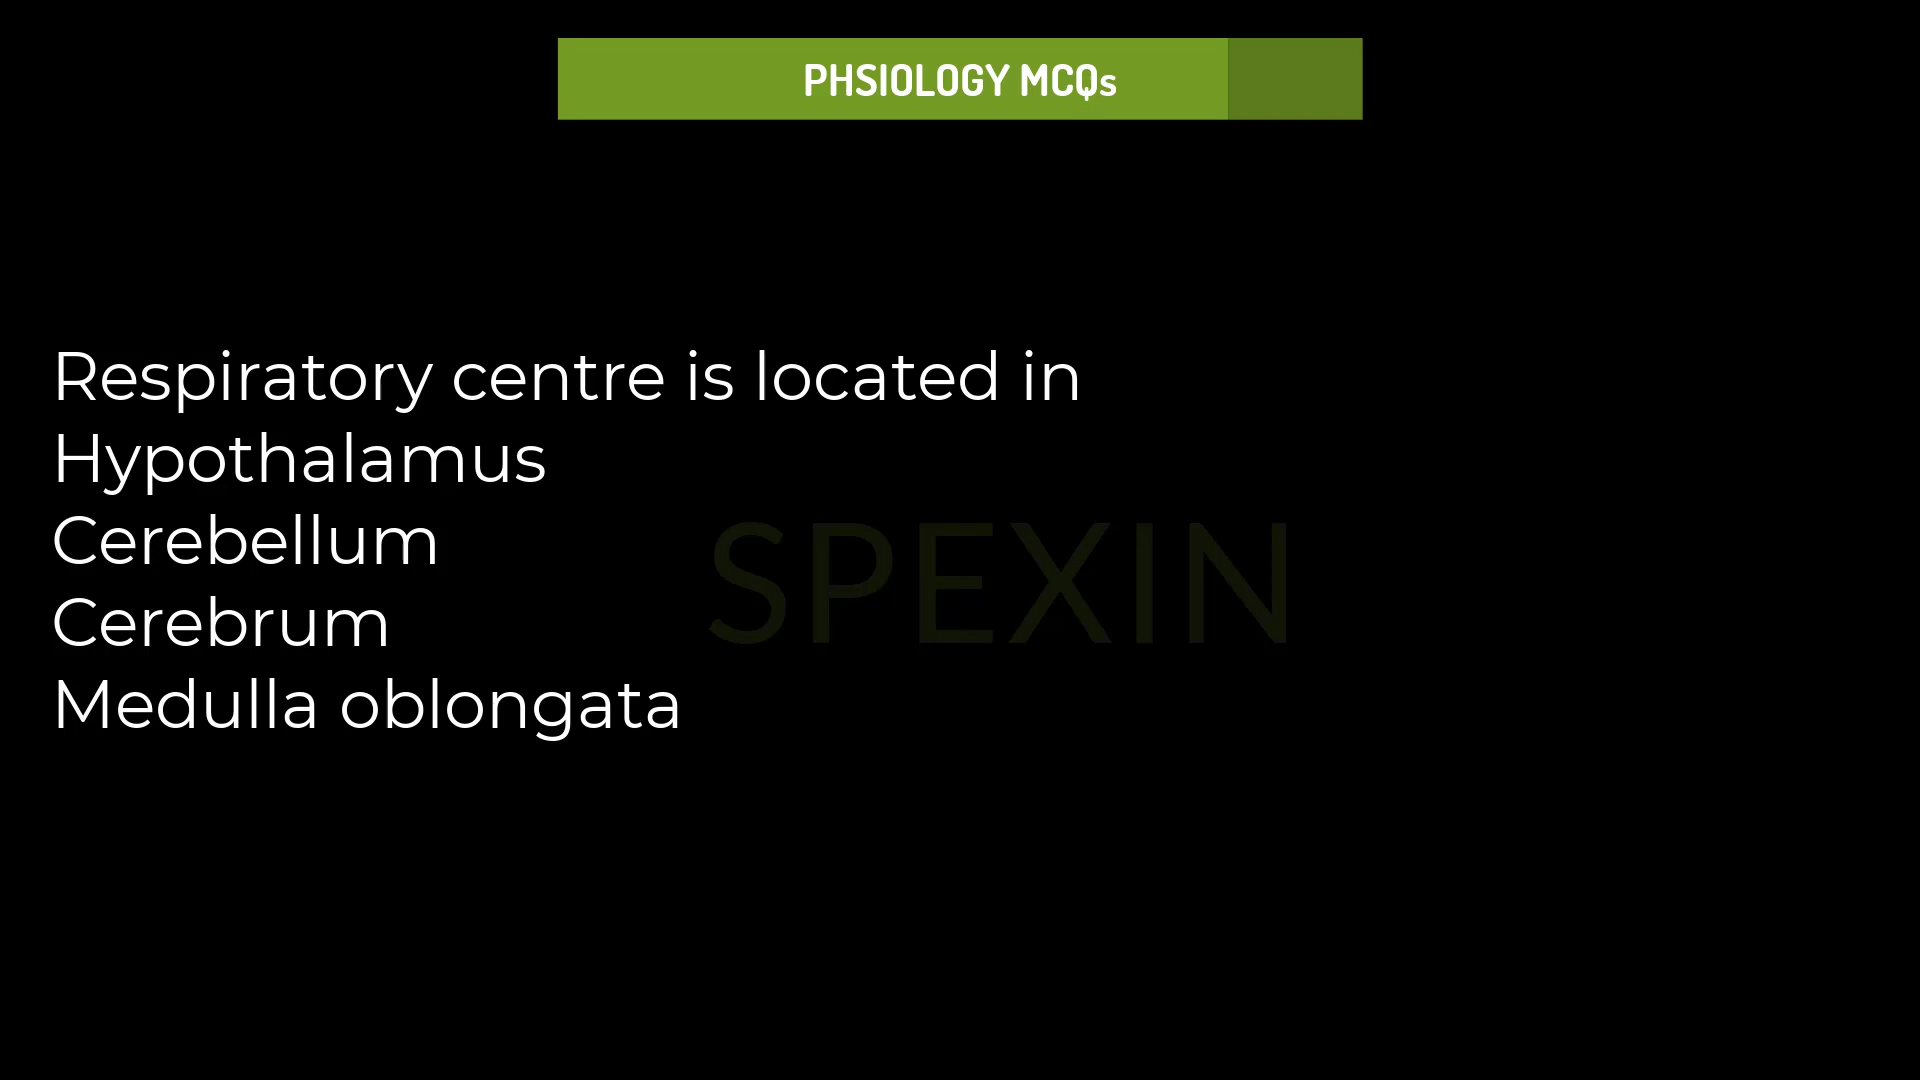 PHSIOLOGY MCQs
Respiratory centre is located in
Hypothalamus
Cerebellum
Cerebrum
Medulla oblongata
SPEXIN